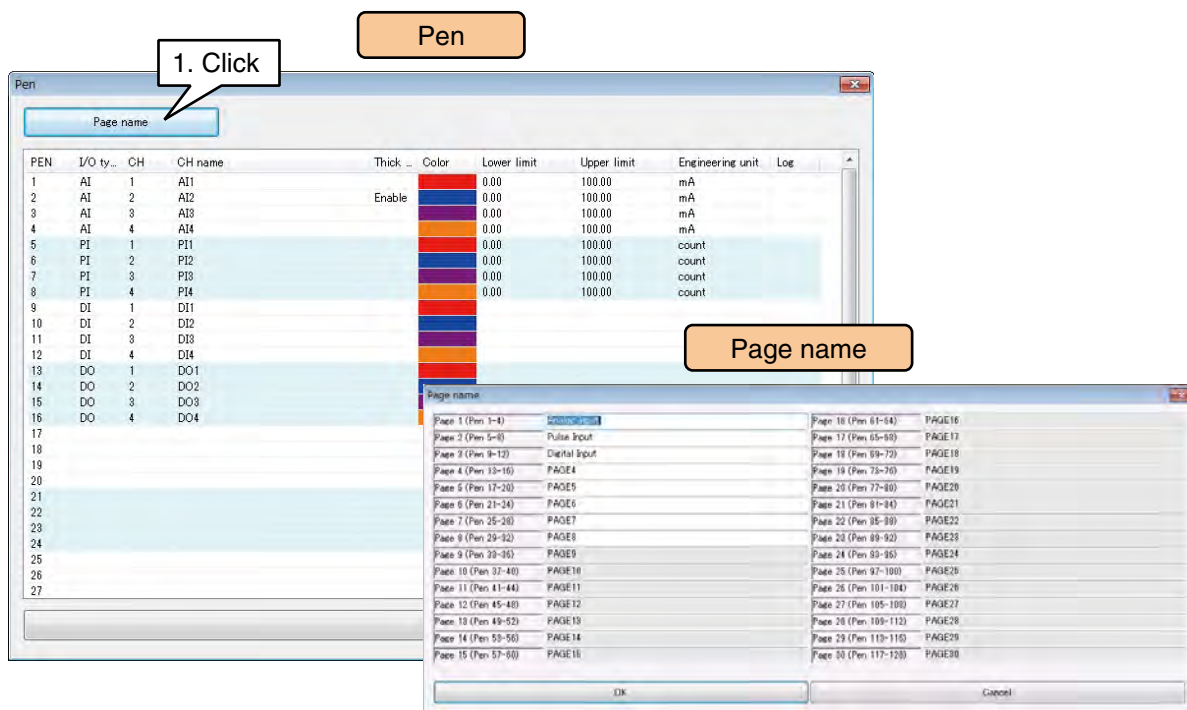 Pen
1. Click
Pen
Page name
PEN I/O ty... CH CH name Thick ... Color Lower limit Upper limit Engineering unit Log
1 AI 1 AI1 0.00 100.00 mA
2 AI 2 AI2 Enable 0.00 100.00 mA
3 AI 3 AI3 0.00 100.00 mA
4 AI 4 AI4 0.00 100.00 mA
5 PI 1 PI1 0.00 100.00 count
6 PI 2 PI2 0.00 100.00 count
7 PI 3 PI3 0.00 100.00 count
8 PI 4 PI4 0.00 100.00 count
9 DI 1 DI1
10 DI 2 DI2
11 DI 3 DI3
12 DI 4 DI4
13 DO 1 DO1
14 DO 2 DO2
15 DO 3 DO3
16 DO 4 DO4
17
18
19
20
21
22
23
24
25
26
27
Page name
Page name
Page 1 (Pen 1-4) Analog Input Page 16 (Pen 61-64) PAGE16
Page 2 (Pen 5-8) Pulse Input Page 17 (Pen 65-68) PAGE17
Page 3 (Pen 9-12) Digital Input Page 18 (Pen 69-72) PAGE18
Page 4 (Pen 13-16) PAGE4 Page 19 (Pen 73-76) PAGE19
Page 5 (Pen 17-20) PAGE5 Page 20 (Pen 77-80) PAGE20
Page 6 (Pen 21-24) PAGE6 Page 21 (Pen 81-84) PAGE21
Page 7 (Pen 25-28) PAGE7 Page 22 (Pen 85-88) PAGE22
Page 8 (Pen 29-32) PAGE8 Page 23 (Pen 89-92) PAGE23
Page 9 (Pen 33-36) PAGE9 Page 24 (Pen 93-96) PAGE24
Page 10 (Pen 37-40) PAGE10 Page 25 (Pen 97-100) PAGE25
Page 11 (Pen 41-44) PAGE11 Page 26 (Pen 101-104) PAGE26
Page 12 (Pen 45-48) PAGE12 Page 27 (Pen 105-108) PAGE27
Page 13 (Pen 49-52) PAGE13 Page 28 (Pen 109-112) PAGE28
Page 14 (Pen 53-56) PAGE14 Page 29 (Pen 113-116) PAGE29
Page 15 (Pen 57-60) PAGE15 Page 30 (Pen 117-120) PAGE30
OK Cancel